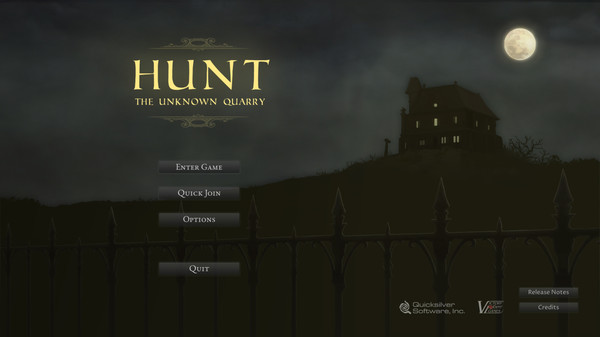 HUNT
THE UNKNOWN QUARRY
Enter Game
Quick Join
Options
Quit
Release Notes
Quicksilver
Software, Inc.
Credits